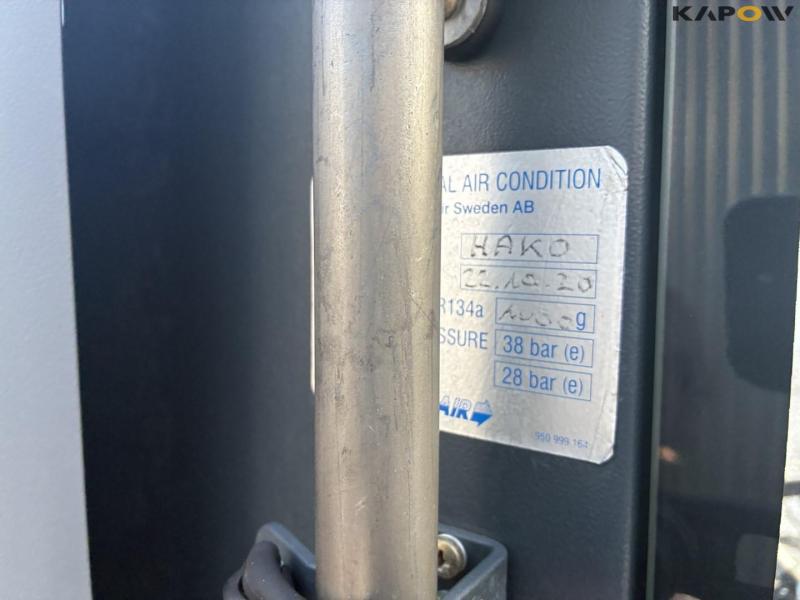 KAPOW
AL AIR CONDITION
ir Sweden AB
HAKO
22.10.20
R134a g
SSURE 38 bar (e)
28 bar (e)
AIR
950 999 164